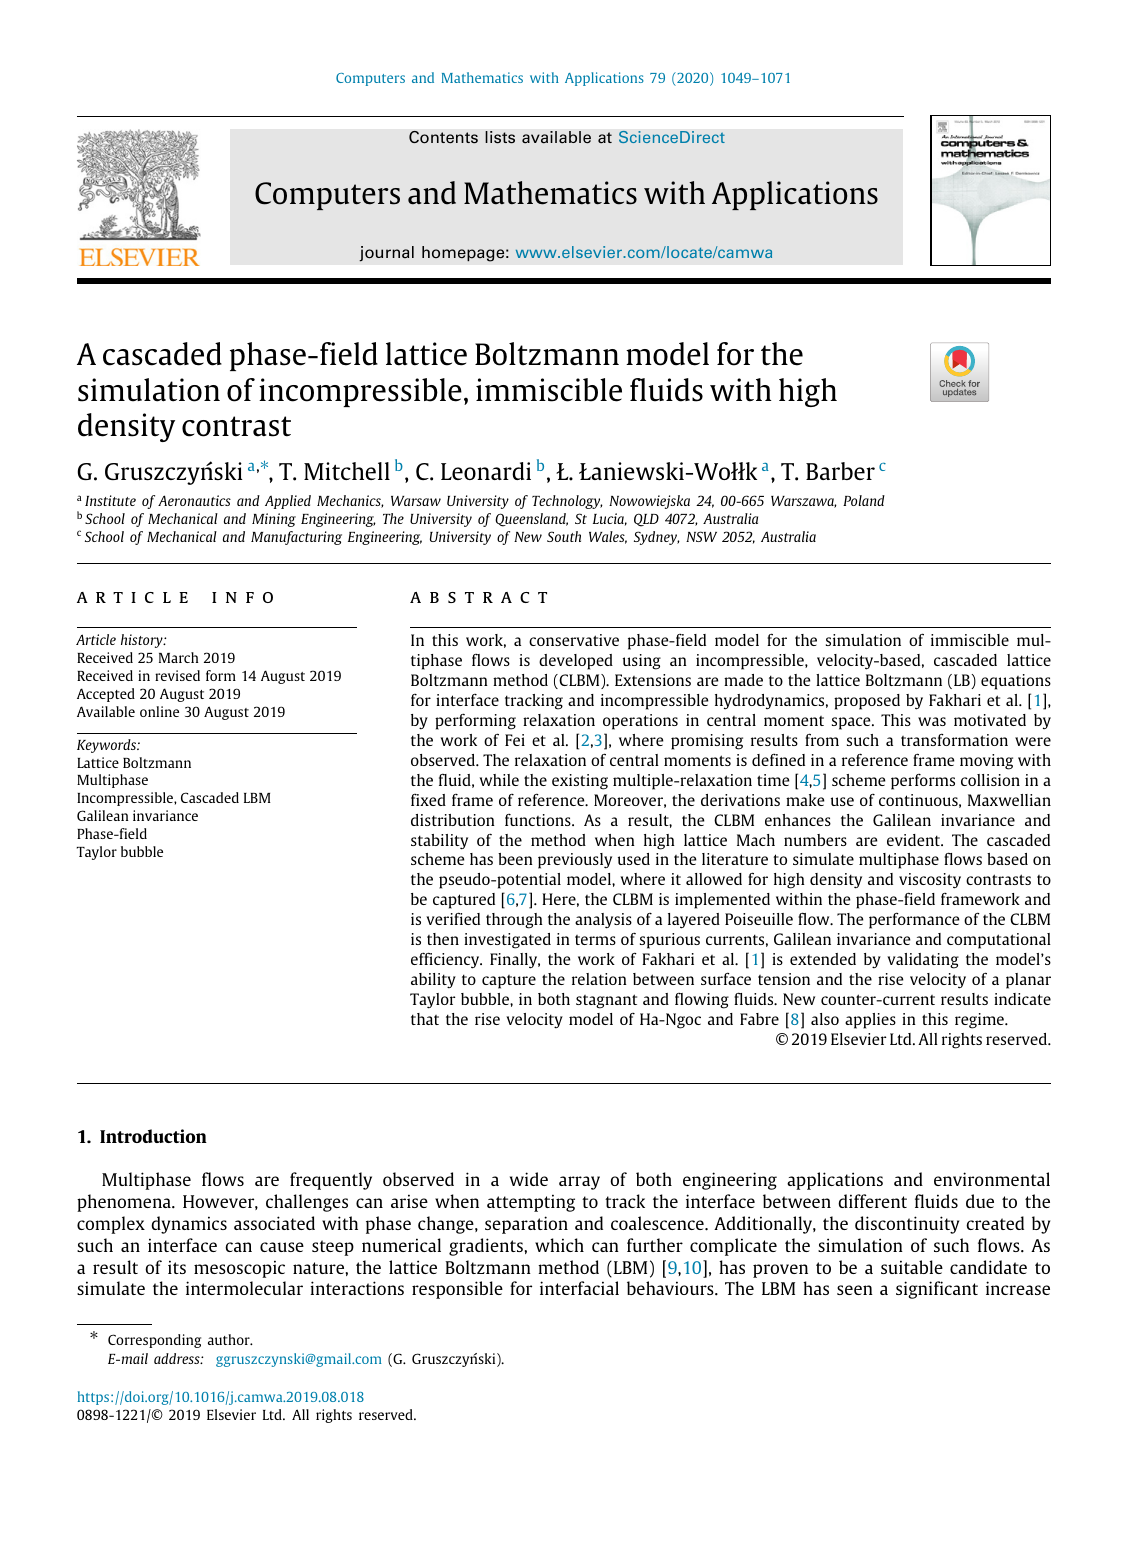 Computers and Mathematics with Applications 79 (2020) 1049–1071
Contents lists available at ScienceDirect
Computers and Mathematics with Applications
journal homepage: www.elsevier.com/locate/camwa
ELSEVIER
An International Journal
computers &
mathematics
with applications
A cascaded phase-field lattice Boltzmann model for the
simulation of incompressible, immiscible fluids with high
density contrast
Check for
updates
G. Gruszczyński a,*, T. Mitchell b, C. Leonardi b, Ł. Łaniewski-Wołłk a, T. Barber c
a Institute of Aeronautics and Applied Mechanics, Warsaw University of Technology, Nowowiejska 24, 00-665 Warszawa, Poland
b School of Mechanical and Mining Engineering, The University of Queensland, St Lucia, QLD 4072, Australia
c School of Mechanical and Manufacturing Engineering, University of New South Wales, Sydney, NSW 2052, Australia
ARTICLE INFO
Article history:
Received 25 March 2019
Received in revised form 14 August 2019
Accepted 20 August 2019
Available online 30 August 2019
Keywords:
Lattice Boltzmann
Multiphase
Incompressible, Cascaded LBM
Galilean invariance
Phase-field
Taylor bubble
ABSTRACT
In this work, a conservative phase-field model for the simulation of immiscible mul-
tiphase flows is developed using an incompressible, velocity-based, cascaded lattice
Boltzmann method (CLBM). Extensions are made to the lattice Boltzmann (LB) equations
for interface tracking and incompressible hydrodynamics, proposed by Fakhari et al. [1],
by performing relaxation operations in central moment space. This was motivated by
the work of Fei et al. [2,3], where promising results from such a transformation were
observed. The relaxation of central moments is defined in a reference frame moving with
the fluid, while the existing multiple-relaxation time [4,5] scheme performs collision in a
fixed frame of reference. Moreover, the derivations make use of continuous, Maxwellian
distribution functions. As a result, the CLBM enhances the Galilean invariance and
stability of the method when high lattice Mach numbers are evident. The cascaded
scheme has been previously used in the literature to simulate multiphase flows based on
the pseudo-potential model, where it allowed for high density and viscosity contrasts to
be captured [6,7]. Here, the CLBM is implemented within the phase-field framework and
is verified through the analysis of a layered Poiseuille flow. The performance of the CLBM
is then investigated in terms of spurious currents, Galilean invariance and computational
efficiency. Finally, the work of Fakhari et al. [1] is extended by validating the model's
ability to capture the relation between surface tension and the rise velocity of a planar
Taylor bubble, in both stagnant and flowing fluids. New counter-current results indicate
that the rise velocity model of Ha-Ngoc and Fabre [8] also applies in this regime.
© 2019 Elsevier Ltd. All rights reserved.
1. Introduction
Multiphase flows are frequently observed in a wide array of both engineering applications and environmental
phenomena. However, challenges can arise when attempting to track the interface between different fluids due to the
complex dynamics associated with phase change, separation and coalescence. Additionally, the discontinuity created by
such an interface can cause steep numerical gradients, which can further complicate the simulation of such flows. As
a result of its mesoscopic nature, the lattice Boltzmann method (LBM) [9,10], has proven to be a suitable candidate to
simulate the intermolecular interactions responsible for interfacial behaviours. The LBM has seen a significant increase
* Corresponding author.
E-mail address: ggruszczynski@gmail.com (G. Gruszczyński).
https://doi.org/10.1016/j.camwa.2019.08.018
0898-1221/© 2019 Elsevier Ltd. All rights reserved.